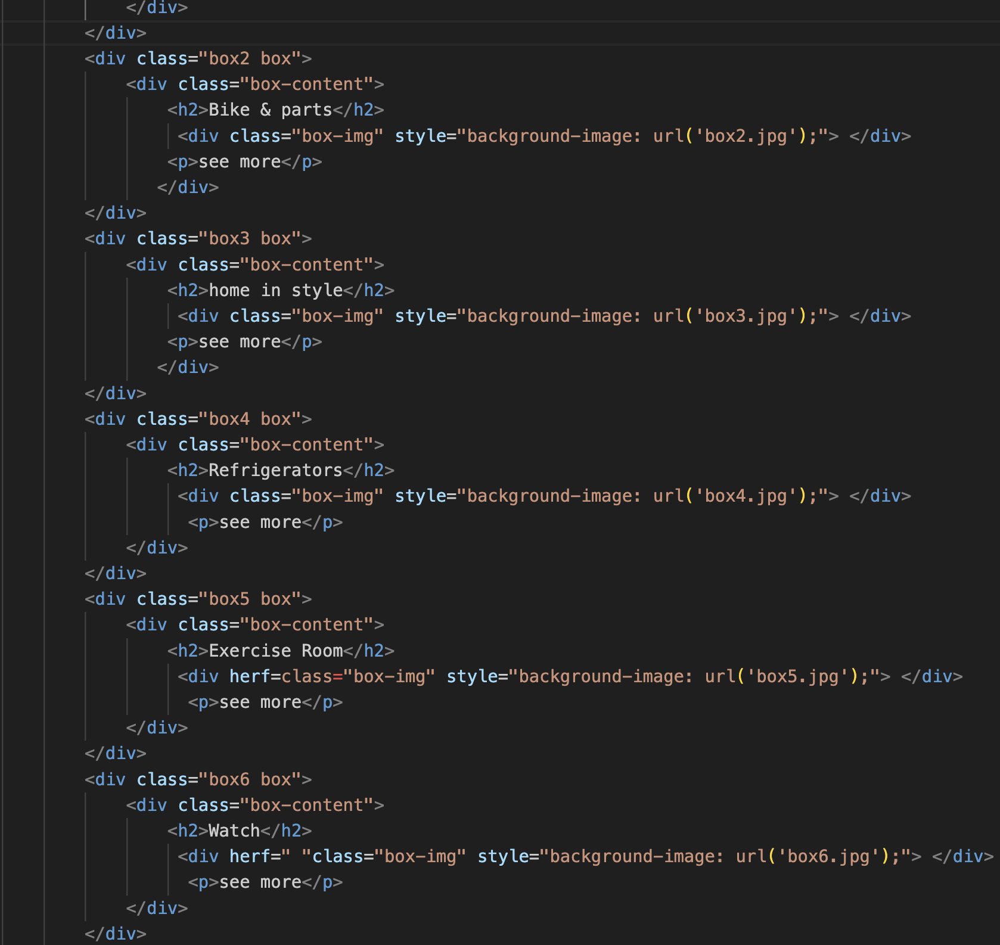 </div>
</div>
<div class="box2 box">
<div class="box-content">
<h2>Bike & parts</h2>
<div class="box-img" style="background-image: url('box2.jpg');"> </div>
<p>see more</p>
</div>
</div>
<div class="box3 box">
<div class="box-content">
<h2>home in style</h2>
<div class="box-img" style="background-image: url('box3.jpg');"> </div>
<p>see more</p>
</div>
</div>
<div class="box4 box">
<div class="box-content">
<h2>Refrigerators</h2>
<div class="box-img" style="background-image: url('box4.jpg');"> </div>
<p>see more</p>
</div>
</div>
<div class="box5 box">
<div class="box-content">
<h2>Exercise Room</h2>
<div herf=class="box-img" style="background-image: url('box5.jpg');"> </div>
<p>see more</p>
</div>
</div>
<div class="box6 box">
<div class="box-content">
<h2>Watch</h2>
<div herf=" "class="box-img" style="background-image: url('box6.jpg');"> </div>
<p>see more</p>
</div>
</div>